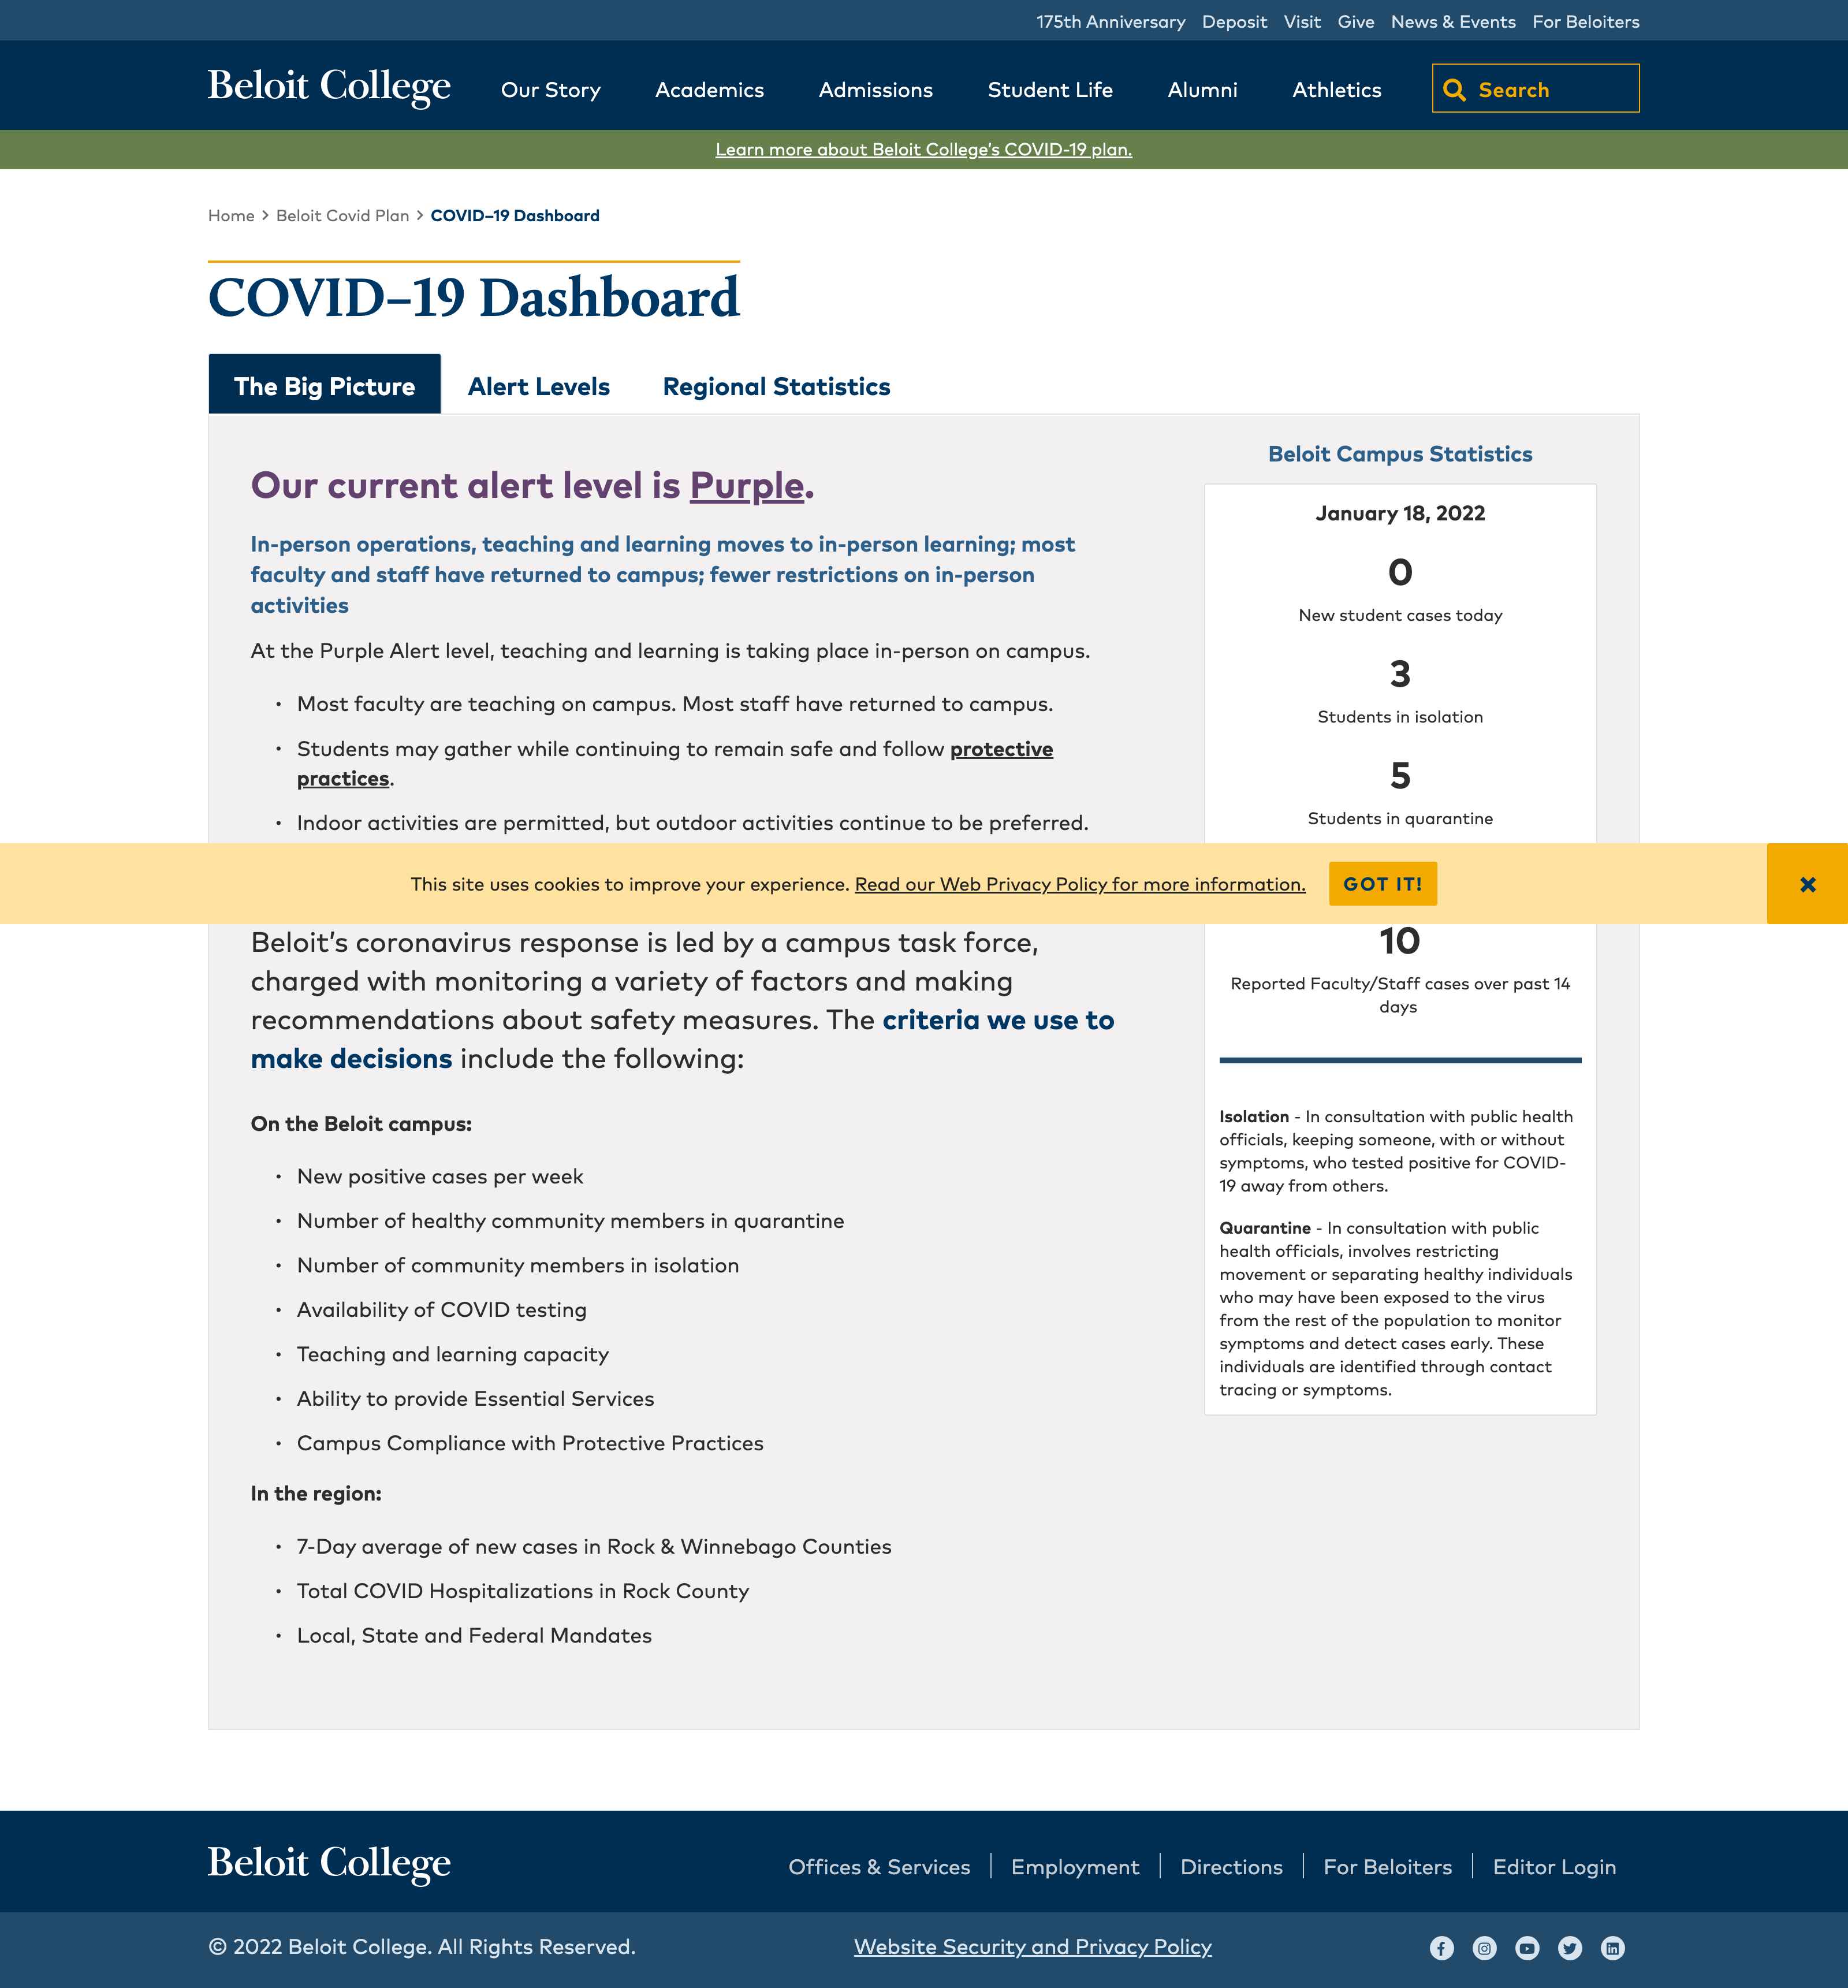 175th Anniversary Deposit Visit Give News & Events For Beloiters
Beloit College Our Story Academics Admissions Student Life Alumni Athletics Search
Learn more about Beloit College's COVID-19 plan.
Home > Beloit Covid Plan > COVID–19 Dashboard
COVID–19 Dashboard
The Big Picture Alert Levels Regional Statistics
Our current alert level is Purple.
In-person operations, teaching and learning moves to in-person learning; most
faculty and staff have returned to campus; fewer restrictions on in-person
activities
At the Purple Alert level, teaching and learning is taking place in-person on campus.
• Most faculty are teaching on campus. Most staff have returned to campus.
• Students may gather while continuing to remain safe and follow protective
practices.
• Indoor activities are permitted, but outdoor activities continue to be preferred.
Beloit Campus Statistics
January 18, 2022
0
New student cases today
3
Students in isolation
5
Students in quarantine
This site uses cookies to improve your experience. Read our Web Privacy Policy for more information. GOT IT!
Beloit's coronavirus response is led by a campus task force,
charged with monitoring a variety of factors and making
recommendations about safety measures. The criteria we use to
make decisions include the following:
On the Beloit campus:
• New positive cases per week
• Number of healthy community members in quarantine
• Number of community members in isolation
• Availability of COVID testing
• Teaching and learning capacity
• Ability to provide Essential Services
• Campus Compliance with Protective Practices
In the region:
• 7-Day average of new cases in Rock & Winnebago Counties
• Total COVID Hospitalizations in Rock County
• Local, State and Federal Mandates
10
Reported Faculty/Staff cases over past 14
days
Isolation - In consultation with public health
officials, keeping someone, with or without
symptoms, who tested positive for COVID-
19 away from others.
Quarantine - In consultation with public
health officials, involves restricting
movement or separating healthy individuals
who may have been exposed to the virus
from the rest of the population to monitor
symptoms and detect cases early. These
individuals are identified through contact
tracing or symptoms.
Beloit College Offices & Services Employment Directions For Beloiters Editor Login
© 2022 Beloit College. All Rights Reserved. Website Security and Privacy Policy